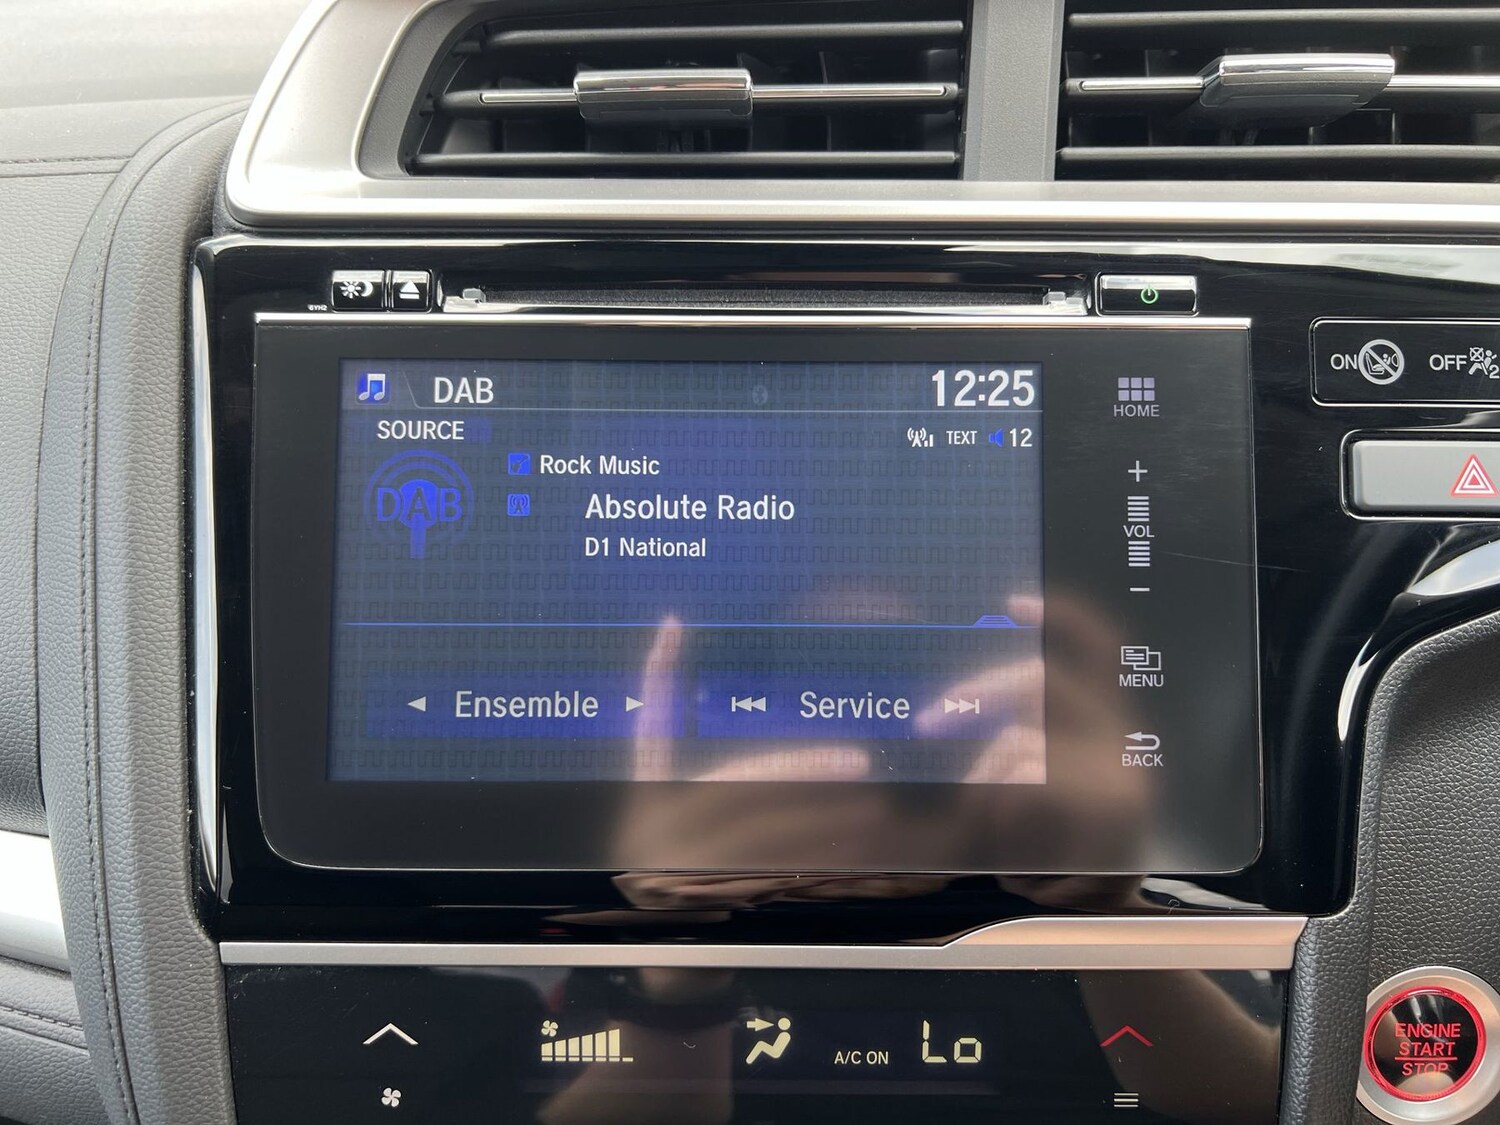 DAB
12:25
SOURCE
TEXT
12
DAB
Rock Music
Absolute Radio
D1 National
Ensemble
Service
HOME
+
VOL
−
MENU
BACK
ON
OFF
2
A/C ON
Lo
ENGINE
START
STOP